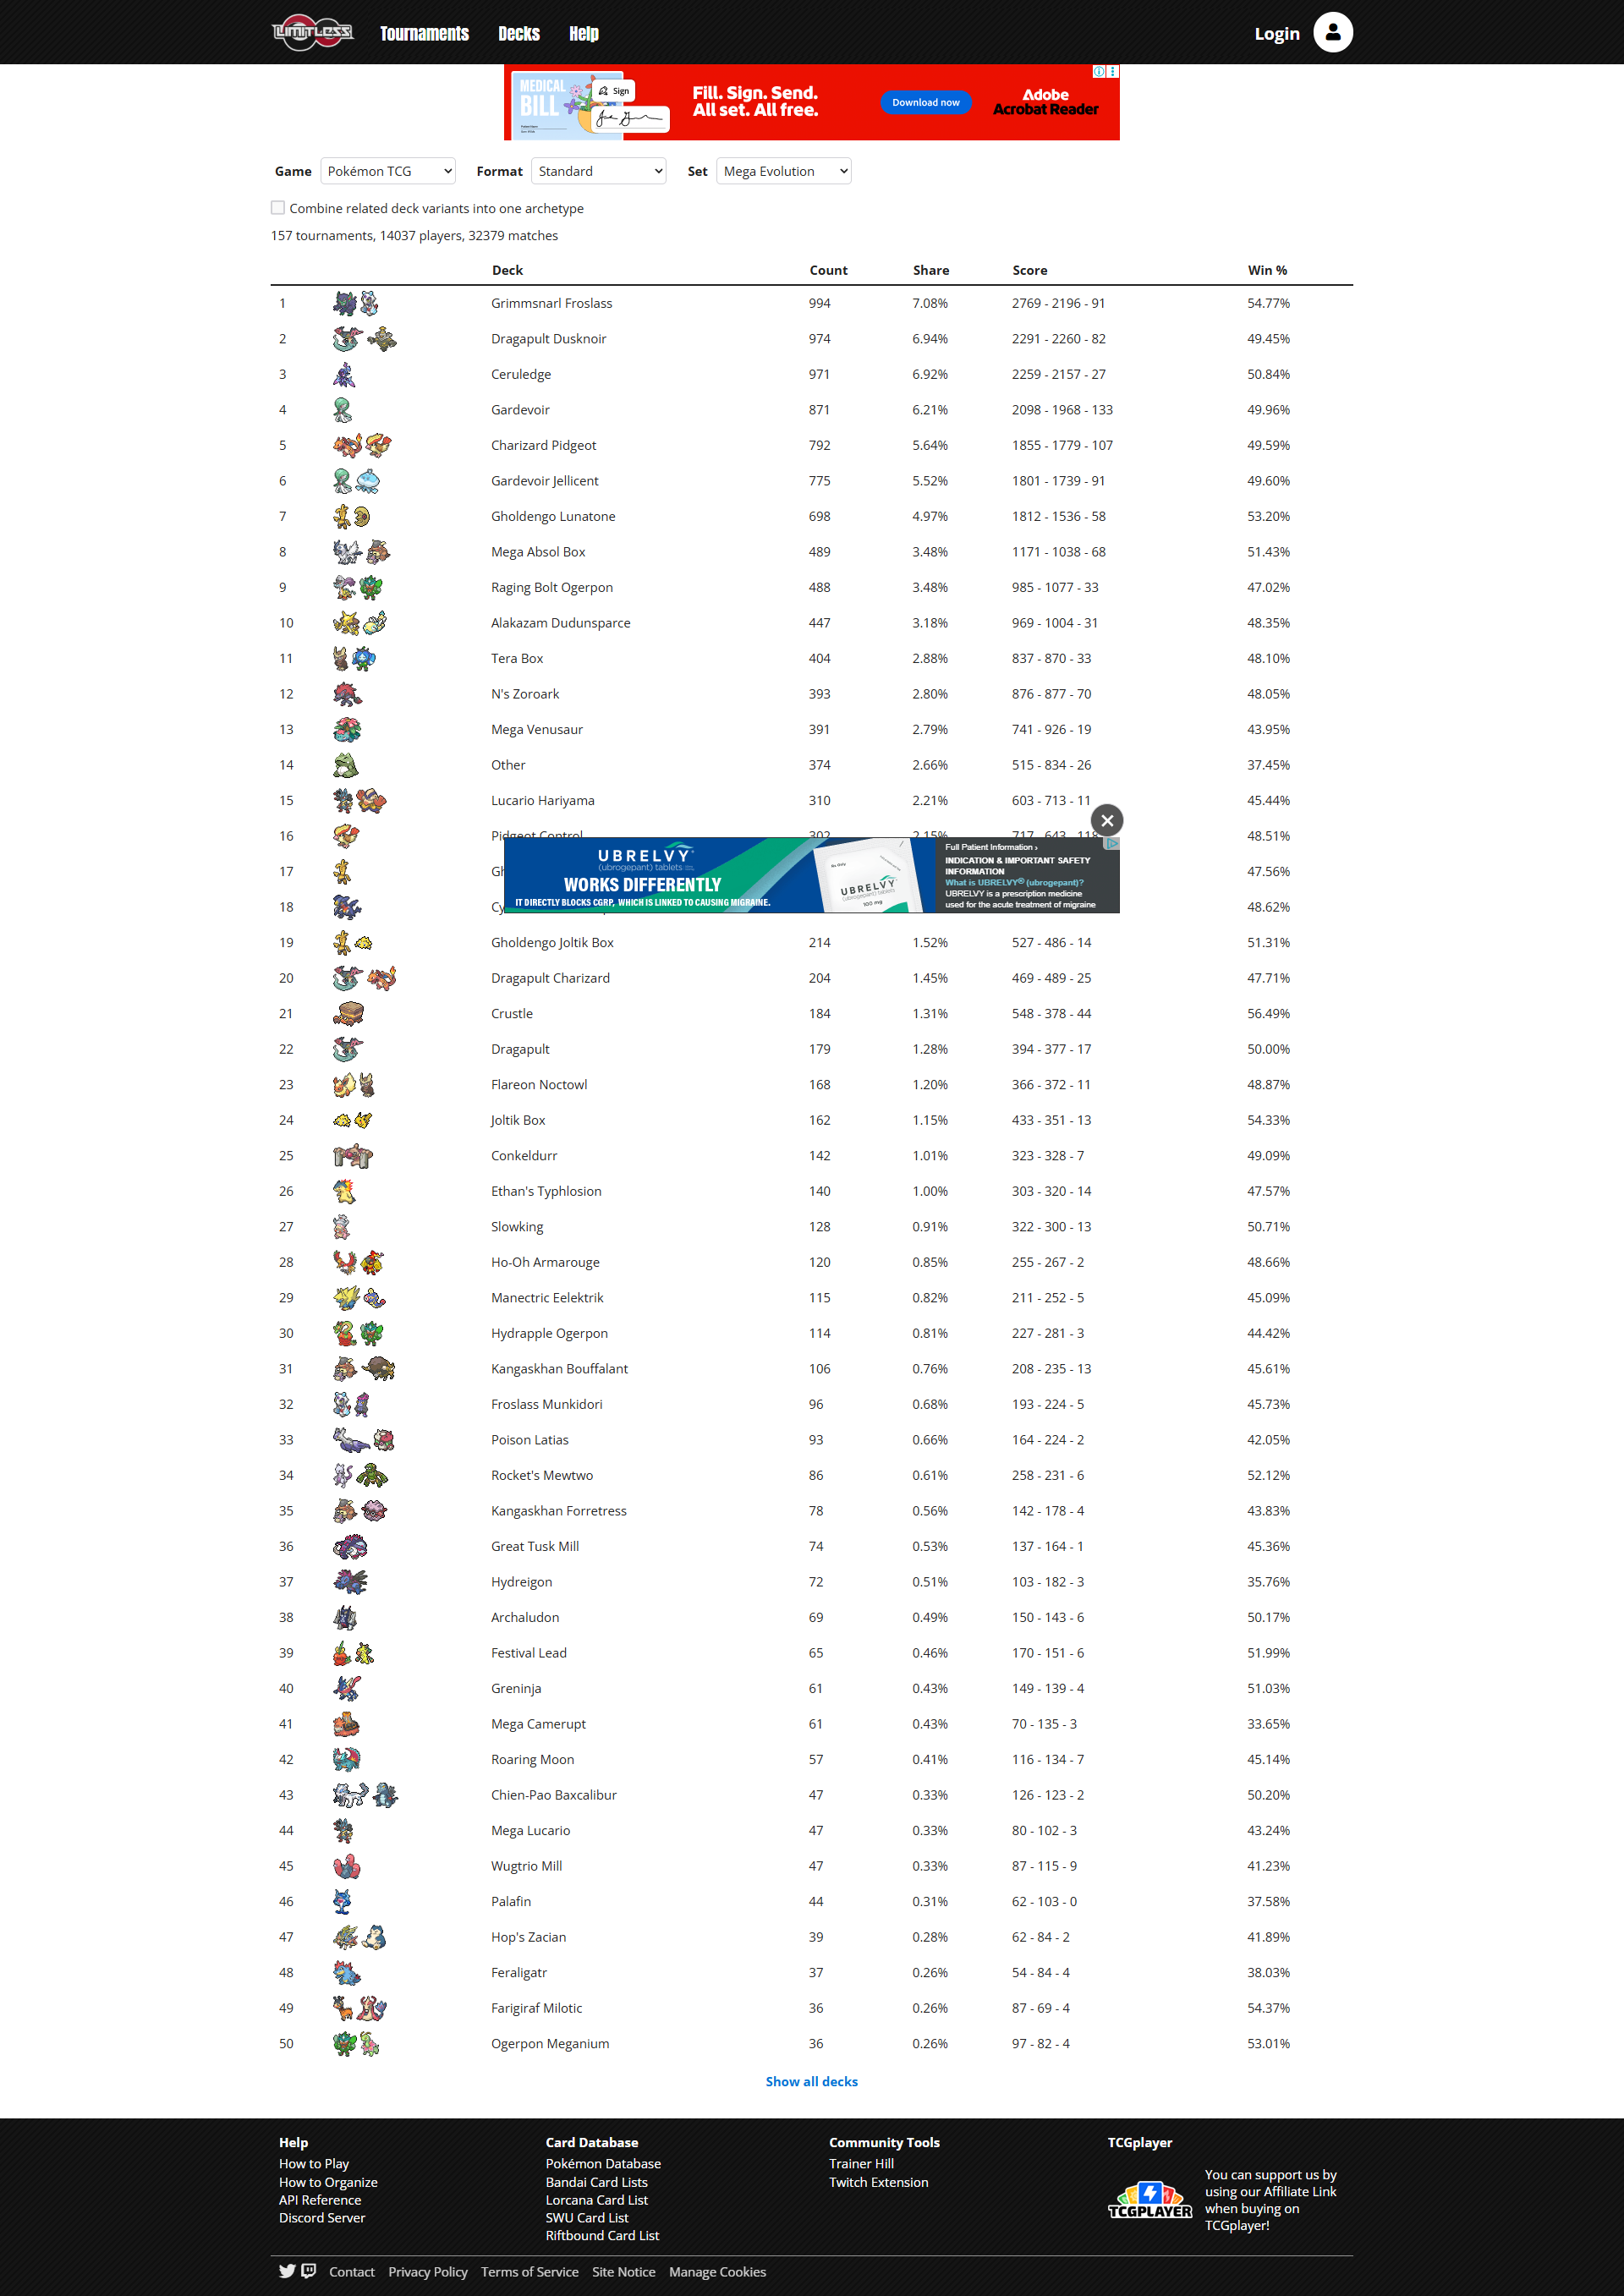 LIMITLESS Tournaments Decks Help Login
MEDICAL BILL Sign Fill. Sign. Send. All set. All free. Download now Adobe Acrobat Reader
Game Pokémon TCG Format Standard Set Mega Evolution
Combine related deck variants into one archetype
157 tournaments, 14037 players, 32379 matches
Deck Count Share Score Win %
1 Grimmsnarl Froslass 994 7.08% 2769 - 2196 - 91 54.77%
2 Dragapult Dusknoir 974 6.94% 2291 - 2260 - 82 49.45%
3 Ceruledge 971 6.92% 2259 - 2157 - 27 50.84%
4 Gardevoir 871 6.21% 2098 - 1968 - 133 49.96%
5 Charizard Pidgeot 792 5.64% 1855 - 1779 - 107 49.59%
6 Gardevoir Jellicent 775 5.52% 1801 - 1739 - 91 49.60%
7 Gholdengo Lunatone 698 4.97% 1812 - 1536 - 58 53.20%
8 Mega Absol Box 489 3.48% 1171 - 1038 - 68 51.43%
9 Raging Bolt Ogerpon 488 3.48% 985 - 1077 - 33 47.02%
10 Alakazam Dudunsparce 447 3.18% 969 - 1004 - 31 48.35%
11 Tera Box 404 2.88% 837 - 870 - 33 48.10%
12 N's Zoroark 393 2.80% 876 - 877 - 70 48.05%
13 Mega Venusaur 391 2.79% 741 - 926 - 19 43.95%
14 Other 374 2.66% 515 - 834 - 26 37.45%
15 Lucario Hariyama 310 2.21% 603 - 713 - 11 45.44%
16 Pidgeot Control 302 2.15% 717 - 643 - 118 48.51%
17 Gh 47.56%
18 Cy 48.62%
UBRELVY (ubrogepant) tablets
WORKS DIFFERENTLY
IT DIRECTLY BLOCKS CGRP, WHICH IS LINKED TO CAUSING MIGRAINE.
UBRELVY 100 mg
Full Patient Information ›
INDICATION & IMPORTANT SAFETY
INFORMATION
What is UBRELVY® (ubrogepant)?
UBRELVY is a prescription medicine
used for the acute treatment of migraine
19 Gholdengo Joltik Box 214 1.52% 527 - 486 - 14 51.31%
20 Dragapult Charizard 204 1.45% 469 - 489 - 25 47.71%
21 Crustle 184 1.31% 548 - 378 - 44 56.49%
22 Dragapult 179 1.28% 394 - 377 - 17 50.00%
23 Flareon Noctowl 168 1.20% 366 - 372 - 11 48.87%
24 Joltik Box 162 1.15% 433 - 351 - 13 54.33%
25 Conkeldurr 142 1.01% 323 - 328 - 7 49.09%
26 Ethan's Typhlosion 140 1.00% 303 - 320 - 14 47.57%
27 Slowking 128 0.91% 322 - 300 - 13 50.71%
28 Ho-Oh Armarouge 120 0.85% 255 - 267 - 2 48.66%
29 Manectric Eelektrik 115 0.82% 211 - 252 - 5 45.09%
30 Hydrapple Ogerpon 114 0.81% 227 - 281 - 3 44.42%
31 Kangaskhan Bouffalant 106 0.76% 208 - 235 - 13 45.61%
32 Froslass Munkidori 96 0.68% 193 - 224 - 5 45.73%
33 Poison Latias 93 0.66% 164 - 224 - 2 42.05%
34 Rocket's Mewtwo 86 0.61% 258 - 231 - 6 52.12%
35 Kangaskhan Forretress 78 0.56% 142 - 178 - 4 43.83%
36 Great Tusk Mill 74 0.53% 137 - 164 - 1 45.36%
37 Hydreigon 72 0.51% 103 - 182 - 3 35.76%
38 Archaludon 69 0.49% 150 - 143 - 6 50.17%
39 Festival Lead 65 0.46% 170 - 151 - 6 51.99%
40 Greninja 61 0.43% 149 - 139 - 4 51.03%
41 Mega Camerupt 61 0.43% 70 - 135 - 3 33.65%
42 Roaring Moon 57 0.41% 116 - 134 - 7 45.14%
43 Chien-Pao Baxcalibur 47 0.33% 126 - 123 - 2 50.20%
44 Mega Lucario 47 0.33% 80 - 102 - 3 43.24%
45 Wugtrio Mill 47 0.33% 87 - 115 - 9 41.23%
46 Palafin 44 0.31% 62 - 103 - 0 37.58%
47 Hop's Zacian 39 0.28% 62 - 84 - 2 41.89%
48 Feraligatr 37 0.26% 54 - 84 - 4 38.03%
49 Farigiraf Milotic 36 0.26% 87 - 69 - 4 54.37%
50 Ogerpon Meganium 36 0.26% 97 - 82 - 4 53.01%
Show all decks
Help
How to Play
How to Organize
API Reference
Discord Server
Card Database
Pokémon Database
Bandai Card Lists
Lorcana Card List
SWU Card List
Riftbound Card List
Community Tools
Trainer Hill
Twitch Extension
TCGplayer
TCGPLAYER
You can support us by
using our Affiliate Link
when buying on
TCGplayer!
Contact Privacy Policy Terms of Service Site Notice Manage Cookies